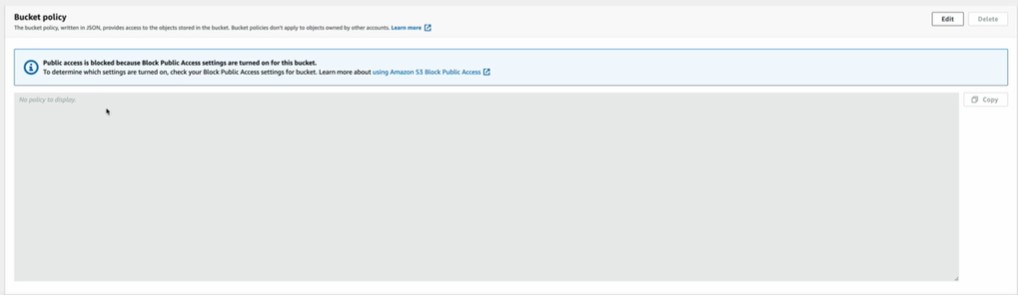 Bucket policy
Edit
Delete
The bucket policy, written in JSON, provides access to the objects stored in the bucket. Bucket policies don't apply to objects owned by other accounts. Learn more
Public access is blocked because Block Public Access settings are turned on for this bucket.
To determine which settings are turned on, check your Block Public Access settings for bucket. Learn more about using Amazon S3 Block Public Access
No policy to display.
Copy